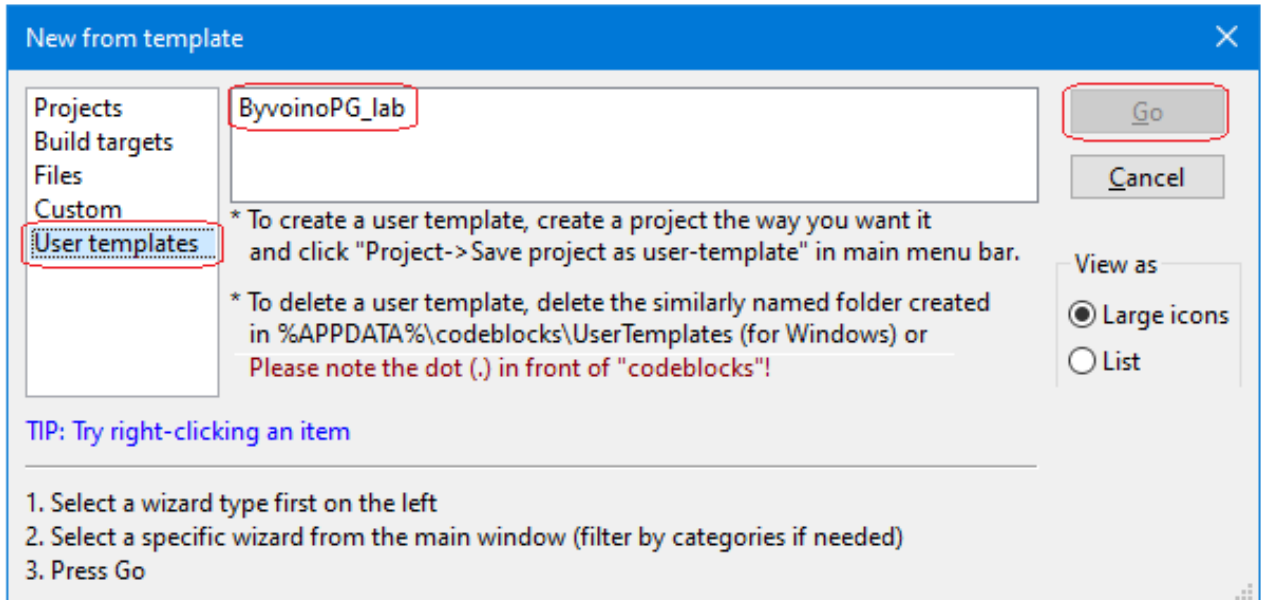 New from template
Projects
Build targets
Files
Custom
User templates
ByvoinoPG_lab
* To create a user template, create a project the way you want it
and click "Project->Save project as user-template" in main menu bar.
* To delete a user template, delete the similarly named folder created
in %APPDATA%\codeblocks\UserTemplates (for Windows) or
Please note the dot (.) in front of "codeblocks"!
Go
Cancel
View as
Large icons
List
TIP: Try right-clicking an item
1. Select a wizard type first on the left
2. Select a specific wizard from the main window (filter by categories if needed)
3. Press Go